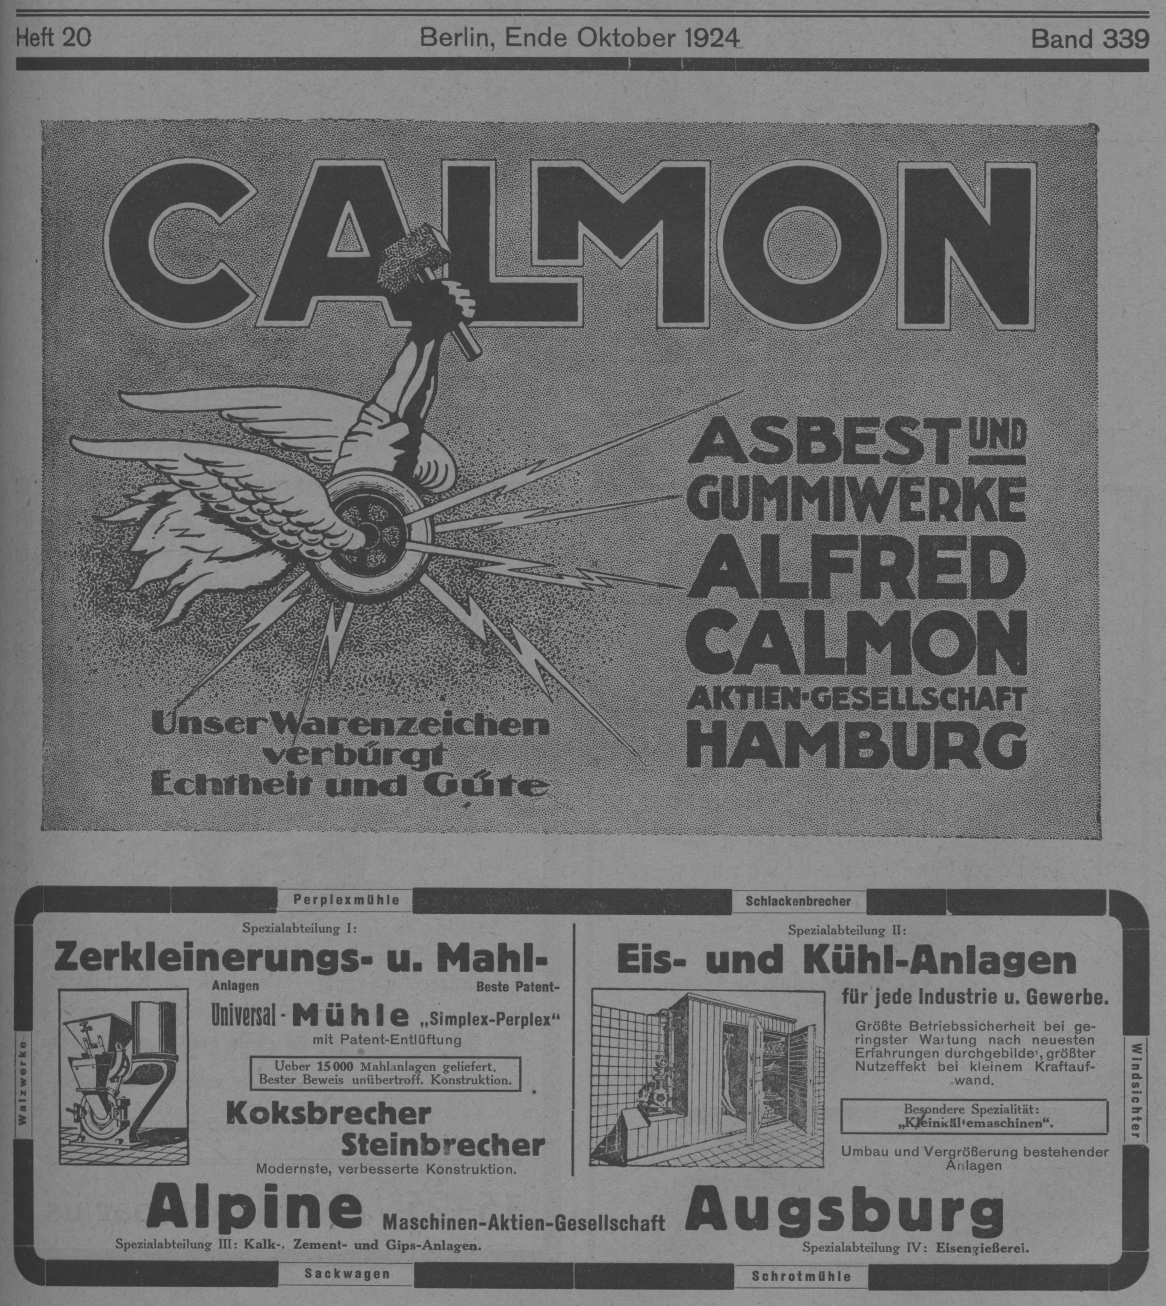 Heft 20 Berlin, Ende Oktober 1924 Band 339
CALMON
ASBEST UND
GUMMIWERKE
ALFRED
CALMON
AKTIEN-GESELLSCHAFT
HAMBURG
Unser Warenzeichen
verbürgt
Echtheit und Güte
Perplexmühle
Schlackenbrecher
Walzwerke
Spezialabteilung I:
Zerkleinerungs- u. Mahl-
Anlagen Beste Patent-
Universal-Mühle „Simplex-Perplex“
mit Patent-Entlüftung
Ueber 15000 Mahlanlagen geliefert.
Bester Beweis unübertroff. Konstruktion.
Koksbrecher
Steinbrecher
Modernste, verbesserte Konstruktion.
Spezialabteilung II:
Eis- und Kühl-Anlagen
für jede Industrie u. Gewerbe.
Größte Betriebssicherheit bei ge-
ringster Wartung nach neuesten
Erfahrungen durchgebildet, größter
Nutzeffekt bei kleinem Kraftauf-
wand.
Besondere Spezialität:
„Kleinkältemaschinen“.
Umbau und Vergrößerung bestehender
Anlagen
Windsichter
Alpine Maschinen-Aktien-Gesellschaft Augsburg
Spezialabteilung III: Kalk-. Zement- und Gips-Anlagen.
Spezialabteilung IV: Eisengießerei.
Sackwagen
Schrotmühle